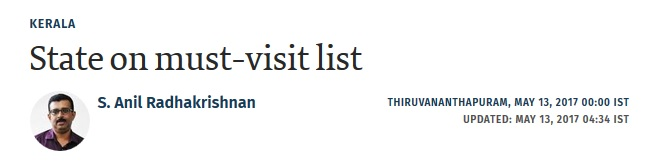 KERALA
State on must-visit list
S. Anil Radhakrishnan
THIRUVANANTHAPURAM, MAY 13, 2017 00:00 IST
UPDATED: MAY 13, 2017 04:34 IST